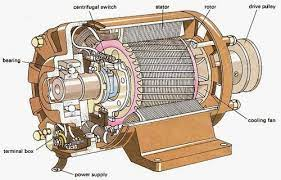 centrifugal switch
stator
rotor
drive pulley
bearing
cooling fan
terminal box
power supply